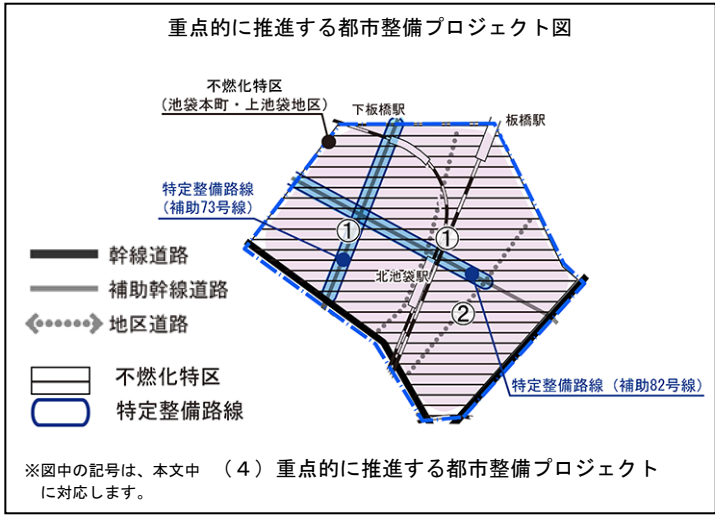 重点的に推進する都市整備プロジェクト図
不燃化特区
（池袋本町・上池袋地区）
下板橋駅
板橋駅
特定整備路線
（補助73号線）
①
①
北池袋駅
②
幹線道路
補助幹線道路
地区道路
不燃化特区
特定整備路線
特定整備路線（補助82号線）
※図中の記号は、本文中
に対応します。
（４）重点的に推進する都市整備プロジェクト